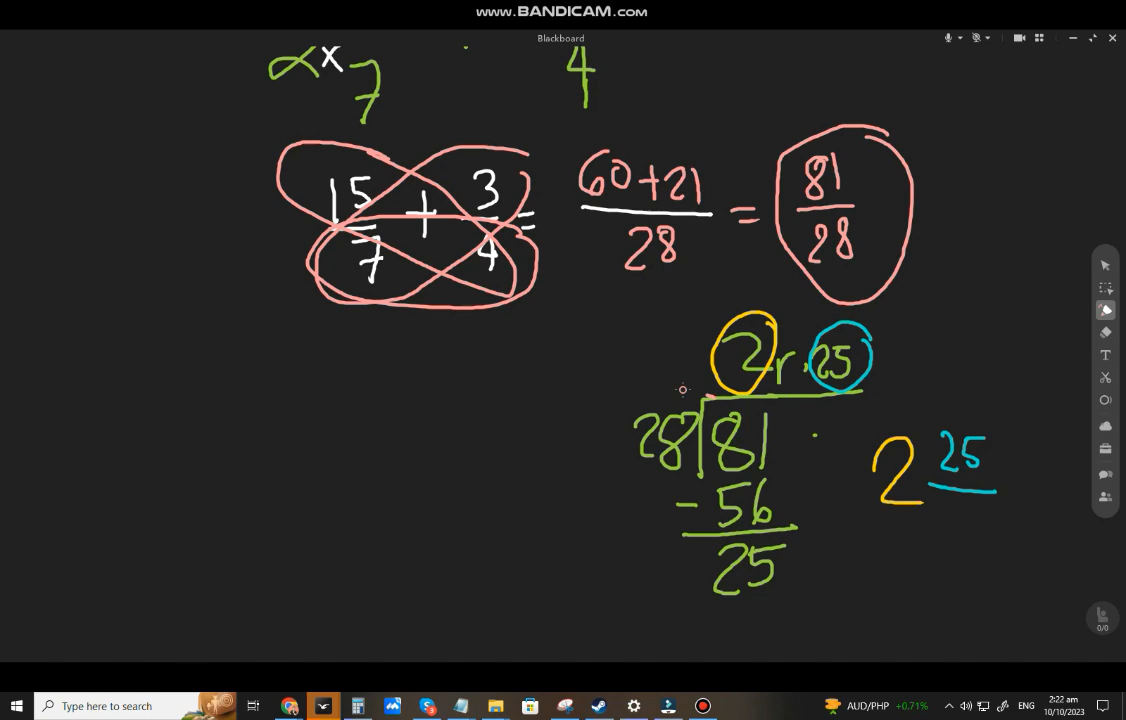 www.BANDICAM.com
Blackboard
x
7
4
15/7 + 3/4 = 60+21/28 = 81/28
2 r. 25
28 81
- 56
25
2 25
0/0
Type here to search
AUD/PHP +0.71%
ENG
2:22 am
10/10/2023